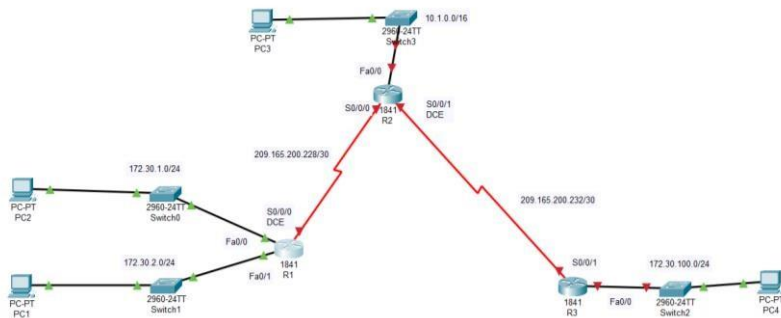 10.1.0.0/16
PC-PT
PC3
2960-24TT
Switch3
Fa0/0
S0/0/0
1841
R2
S0/0/1
DCE
209.165.200.228/30
209.165.200.232/30
172.30.1.0/24
PC-PT
PC2
2960-24TT
Switch0
S0/0/0
DCE
Fa0/0
172.30.2.0/24
Fa0/1
1841
R1
PC-PT
PC1
2960-24TT
Switch1
S0/0/1
172.30.100.0/24
1841
R3
Fa0/0
2960-24TT
Switch2
PC-PT
PC4